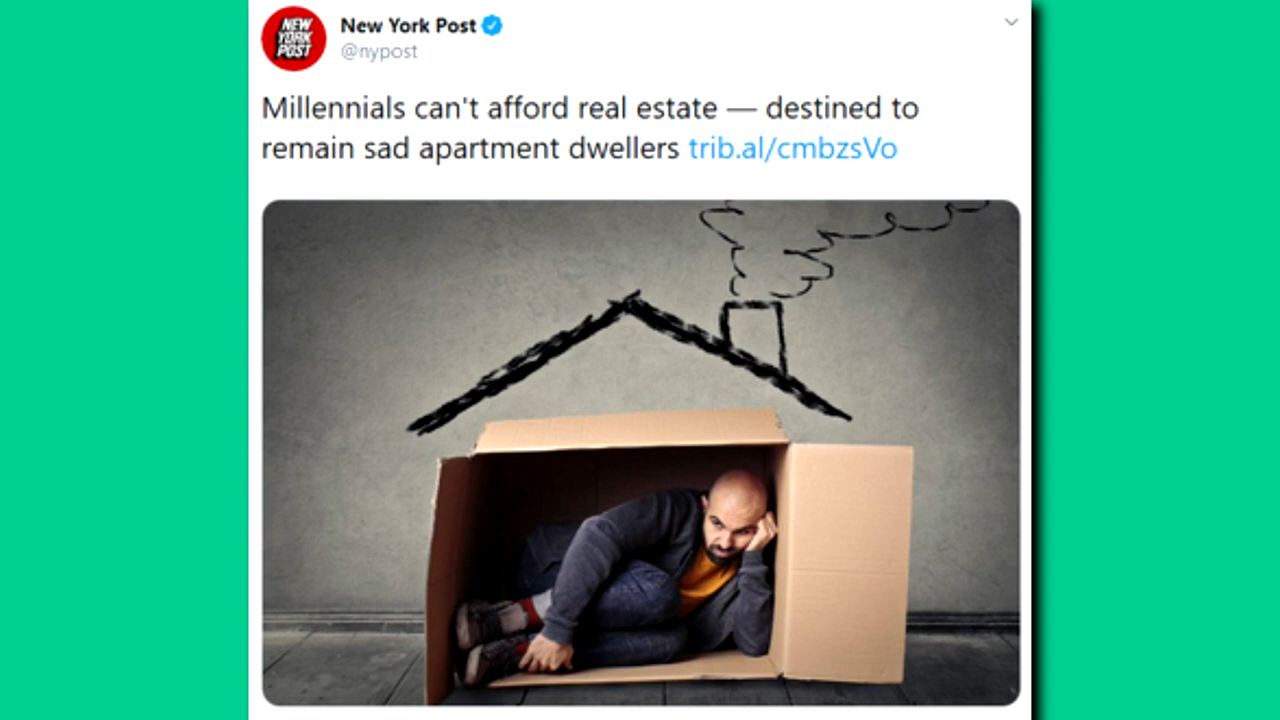 NEW
YORK
POST
New York Post
@nypost
Millennials can't afford real estate — destined to
remain sad apartment dwellers trib.al/cmbzsVo